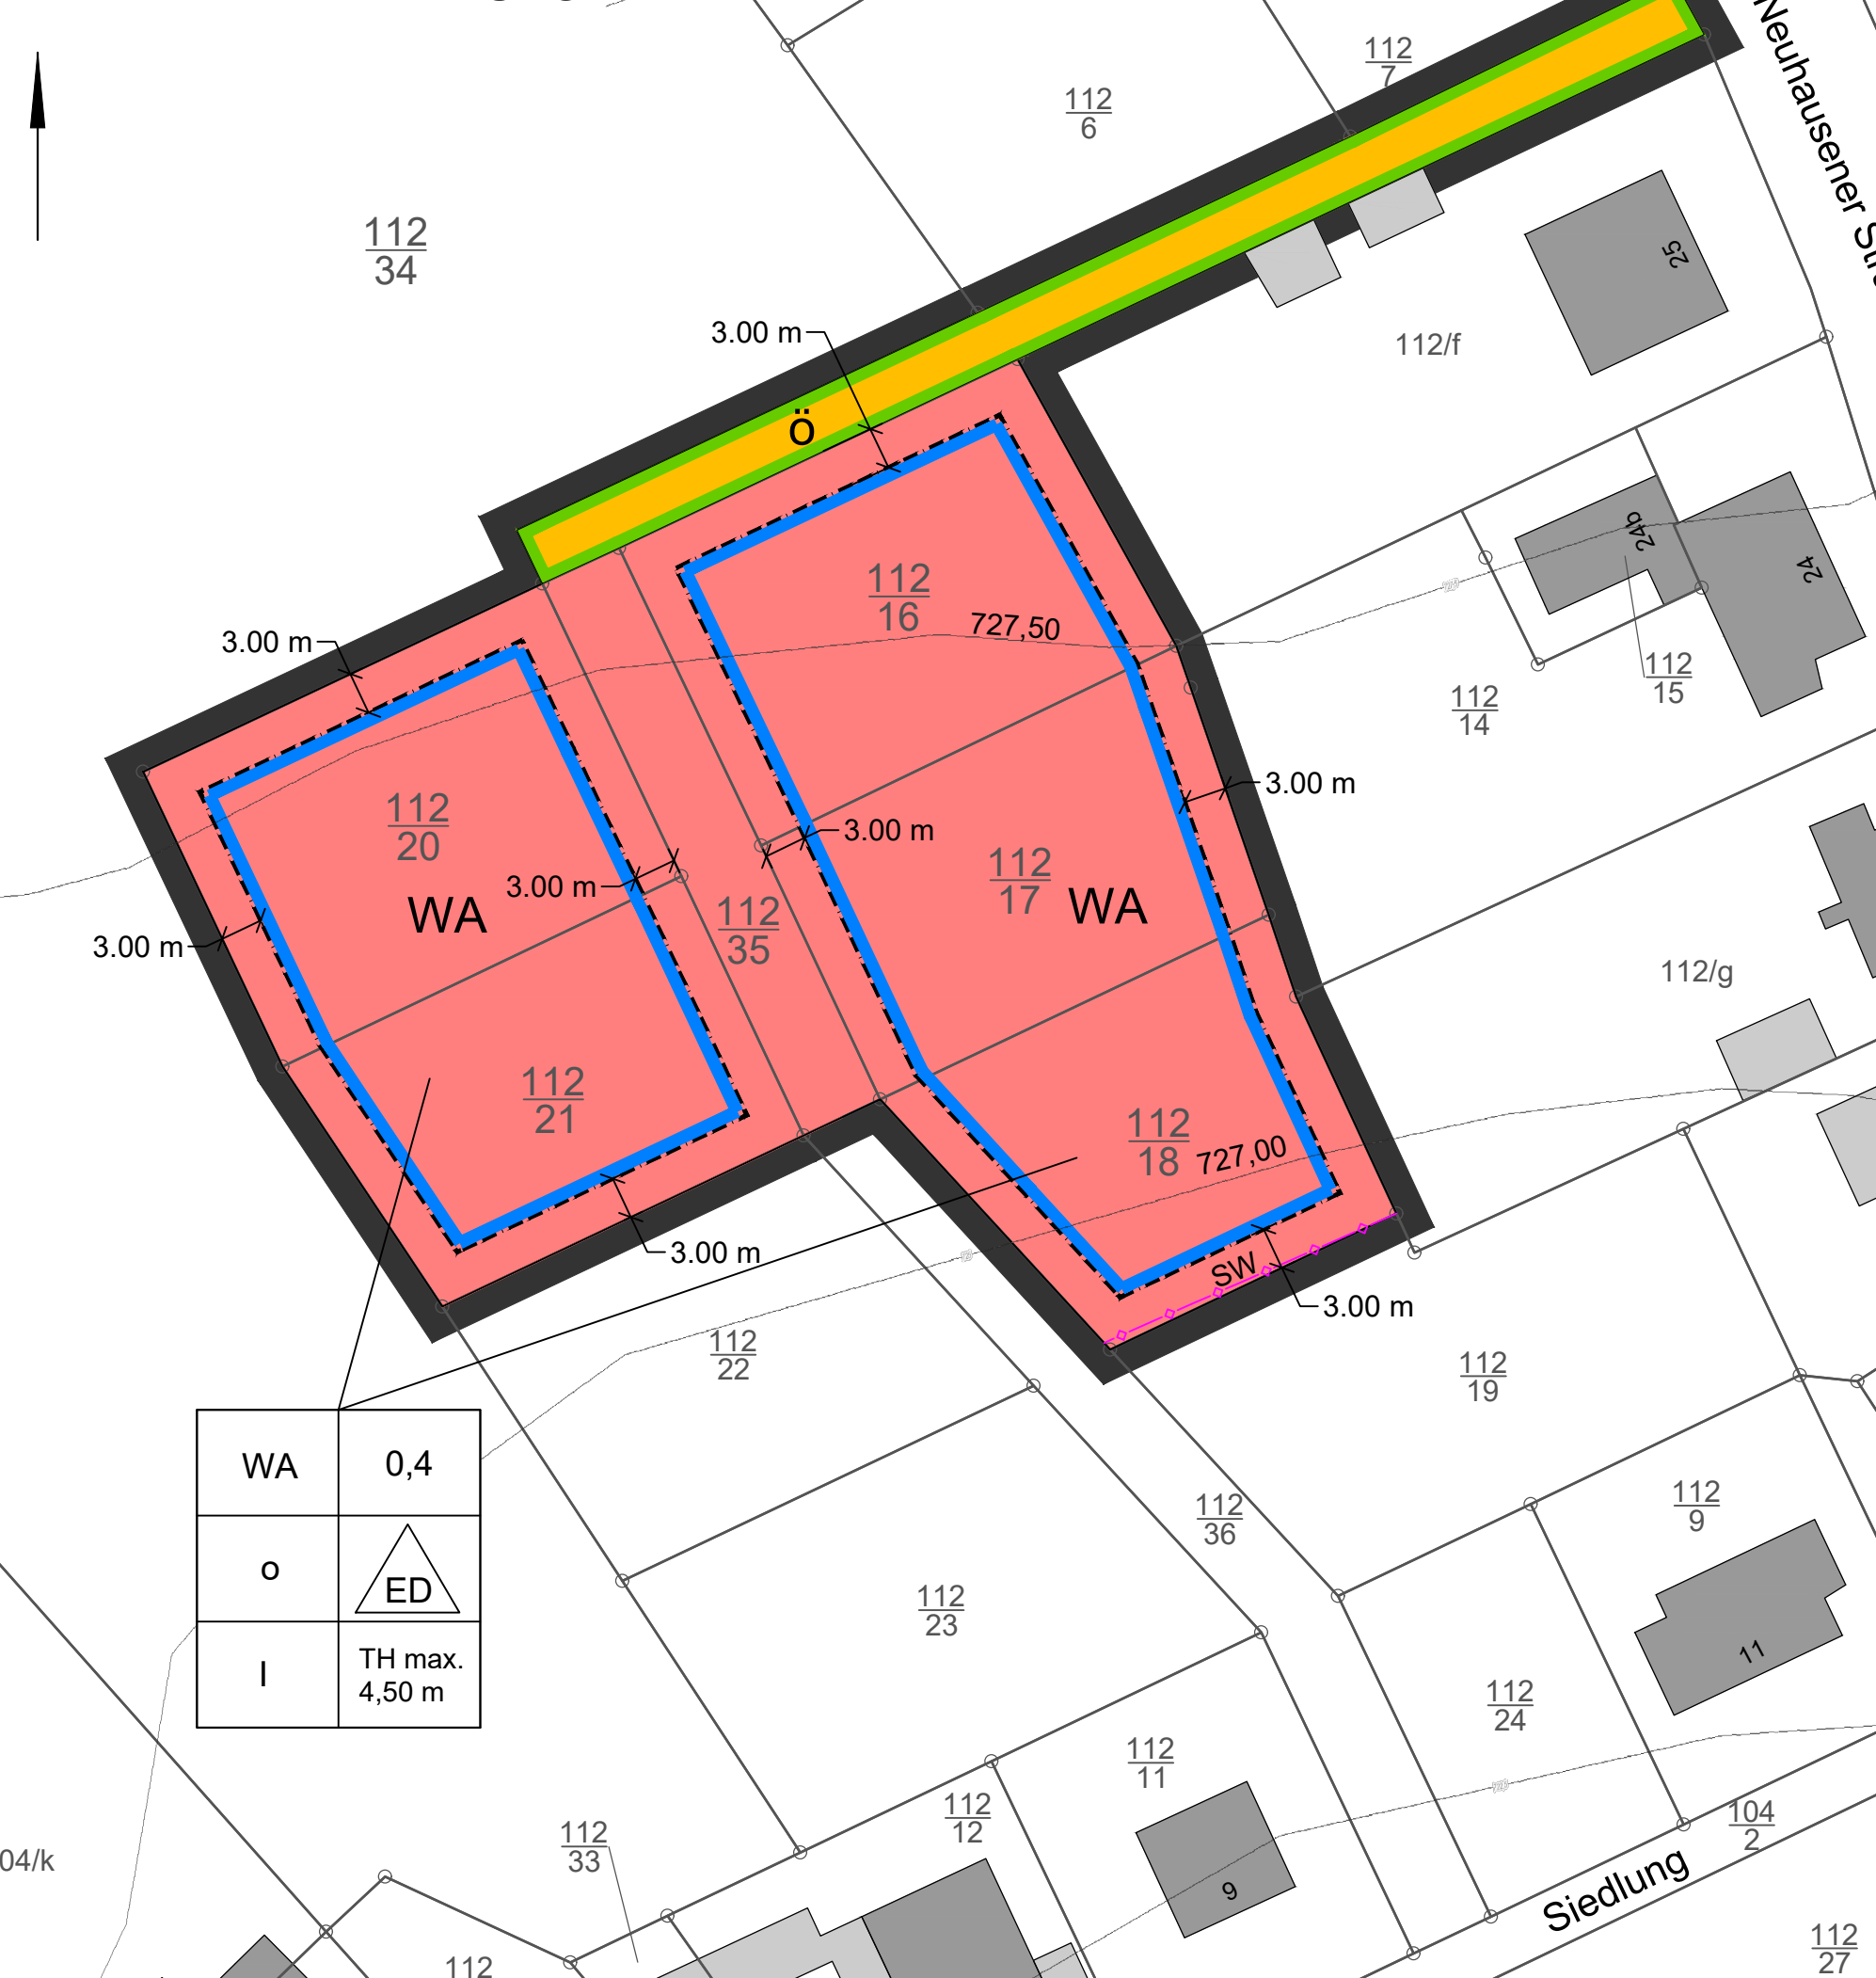 112
7
112
6
Neuhausener Str
112
34
25
3.00 m
112/f
ö
24b
24
112
16
727,50
3.00 m
112
15
112
14
3.00 m
112
20
3.00 m
112
17
WA
3.00 m
WA
112
35
3.00 m
112/g
112
21
112
18
727,00
3.00 m
SW
3.00 m
112
22
112
19
WA
0,4
112
36
112
9
o
ED
112
23
11
I
TH max.
4,50 m
112
24
112
11
112
12
104
2
112
33
04/k
9
Siedlung
112
27
112